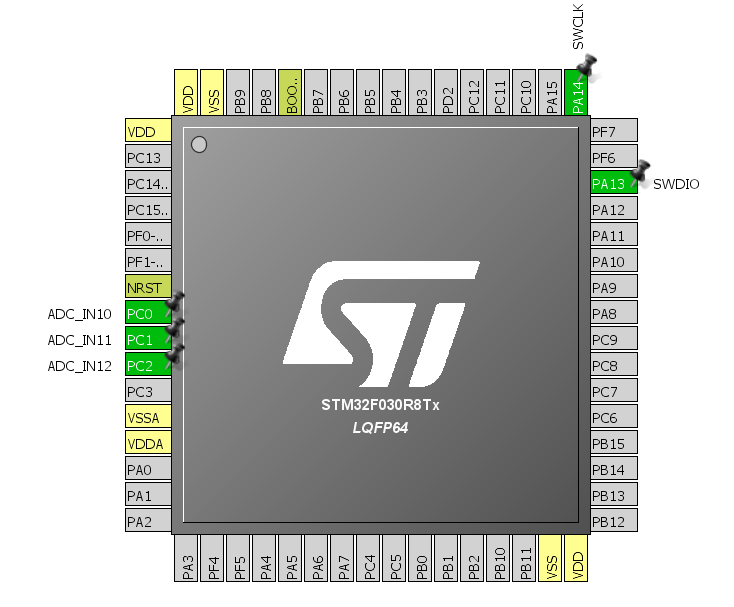 SWCLK
VDD
VSS
PB9
PB8
BOO..
PB7
PB6
PB5
PB4
PB3
PD2
PC12
PC11
PC10
PA15
PA14
VDD
PC13
PC14..
PC15..
PF0-..
PF1-..
NRST
ADC_IN10 PC0
ADC_IN11 PC1
ADC_IN12 PC2
PC3
VSSA
VDDA
PA0
PA1
PA2
ST
STM32F030R8Tx
LQFP64
PF7
PF6
PA13 SWDIO
PA12
PA11
PA10
PA9
PA8
PC9
PC8
PC7
PC6
PB15
PB14
PB13
PB12
PA3
PF4
PF5
PA4
PA5
PA6
PA7
PC4
PC5
PB0
PB1
PB2
PB10
PB11
VSS
VDD